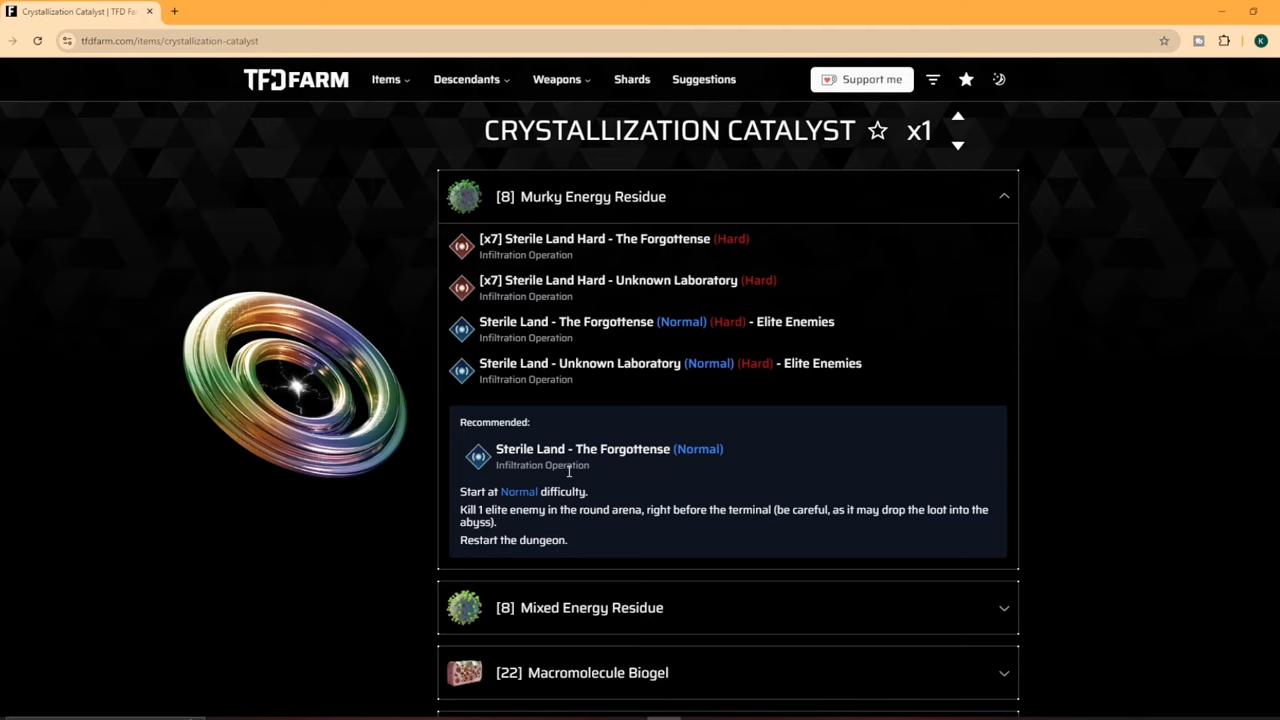 Crystallization Catalyst | TFD Fa
tfdfarm.com/items/crystallization-catalyst
K
TFDFARM
Items
Descendants
Weapons
Shards
Suggestions
Support me
CRYSTALLIZATION CATALYST x1
[8] Murky Energy Residue
[x7] Sterile Land Hard - The Forgottense (Hard)
Infiltration Operation
[x7] Sterile Land Hard - Unknown Laboratory (Hard)
Infiltration Operation
Sterile Land - The Forgottense (Normal) (Hard) - Elite Enemies
Infiltration Operation
Sterile Land - Unknown Laboratory (Normal) (Hard) - Elite Enemies
Infiltration Operation
Recommended:
Sterile Land - The Forgottense (Normal)
Infiltration Operation
Start at Normal difficulty.
Kill 1 elite enemy in the round arena, right before the terminal (be careful, as it may drop the loot into the
abyss).
Restart the dungeon.
[8] Mixed Energy Residue
[22] Macromolecule Biogel